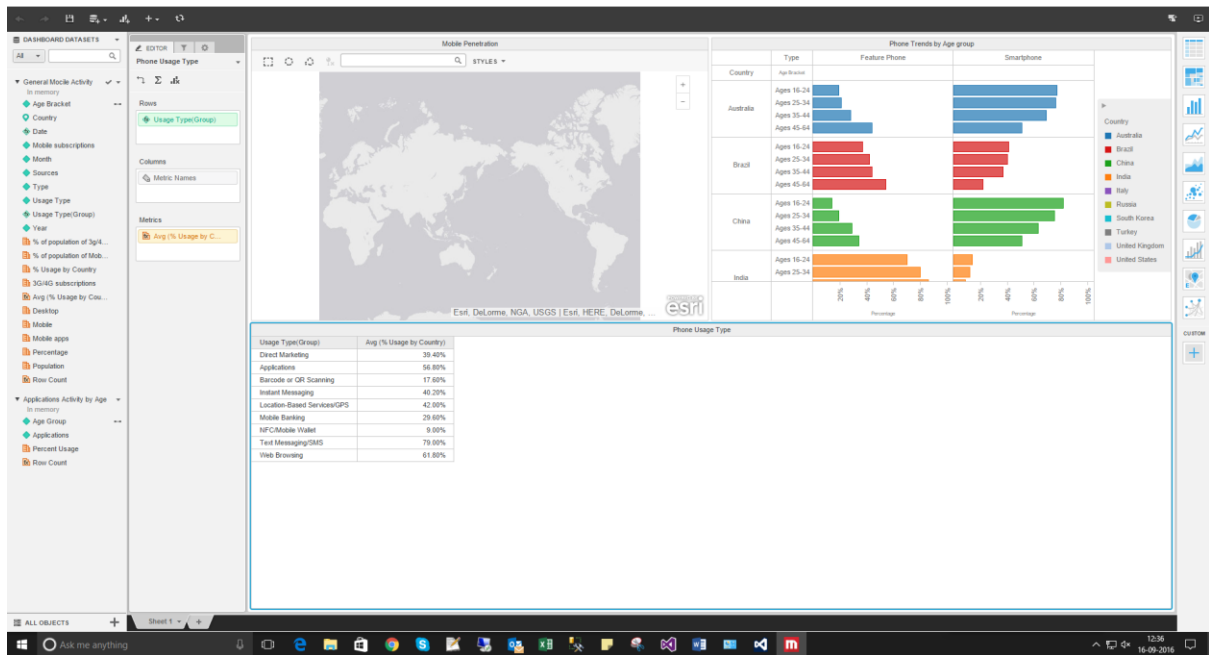 DASHBOARD DATASETS
All
General Mocile Activity
In memory
Age Bracket
Country
Date
Mobile subscriptions
Month
Sources
Type
Usage Type
Usage Type(Group)
Year
% of population of 3g/4...
% of population of Mob...
% Usage by Country
3G/4G subscriptions
Avg (% Usage by Cou...
Desktop
Mobile
Mobile apps
Percentage
Population
Row Count
Applications Activity by Age
In memory
Age Group
Applications
Percent Usage
Row Count
ALL OBJECTS
EDITOR
Phone Usage Type
Rows
Usage Type(Group)
Columns
Metric Names
Metrics
Avg (% Usage by C...
Sheet 1
Mobile Penetration
STYLES
Esri, DeLorme, NGA, USGS | Esri, HERE, DeLorme, ...
esri
Phone Trends by Age group
Type Feature Phone Smartphone
Country Age Bracket
Australia
Ages 16-24
Ages 25-34
Ages 35-44
Ages 45-64
Brazil
Ages 16-24
Ages 25-34
Ages 35-44
Ages 45-64
China
Ages 16-24
Ages 25-34
Ages 35-44
Ages 45-64
India
Ages 16-24
Ages 25-34
20% 40% 60% 80% 100% 20% 40% 60% 80% 100%
Percentage Percentage
Country
Australia
Brazil
China
India
Italy
Russia
South Korea
Turkey
United Kingdom
United States
Phone Usage Type
Usage Type(Group) Avg (% Usage by Country)
Direct Marketing 39.40%
Applications 56.80%
Barcode or QR Scanning 17.60%
Instant Messaging 40.20%
Location-Based Services/GPS 42.00%
Mobile Banking 29.60%
NFC/Mobile Wallet 9.00%
Text Messaging/SMS 79.00%
Web Browsing 61.80%
CUSTOM
Ask me anything
12:36
16-09-2016